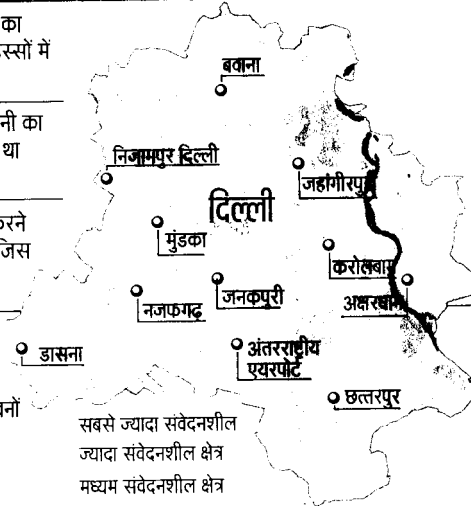 का
स्सों में
नी का
था
करने
जिस
वनों
बवाना
निजामपुर दिल्ली
जहांगीरपुरी
दिल्ली
मुंडका
करोलबाग
जनकपुरी
नजफगढ़
अक्षरधाम
डासना
अंतरराष्ट्रीय
एयरपोर्ट
छत्तरपुर
सबसे ज्यादा संवेदनशील
ज्यादा संवेदनशील क्षेत्र
मध्यम संवेदनशील क्षेत्र